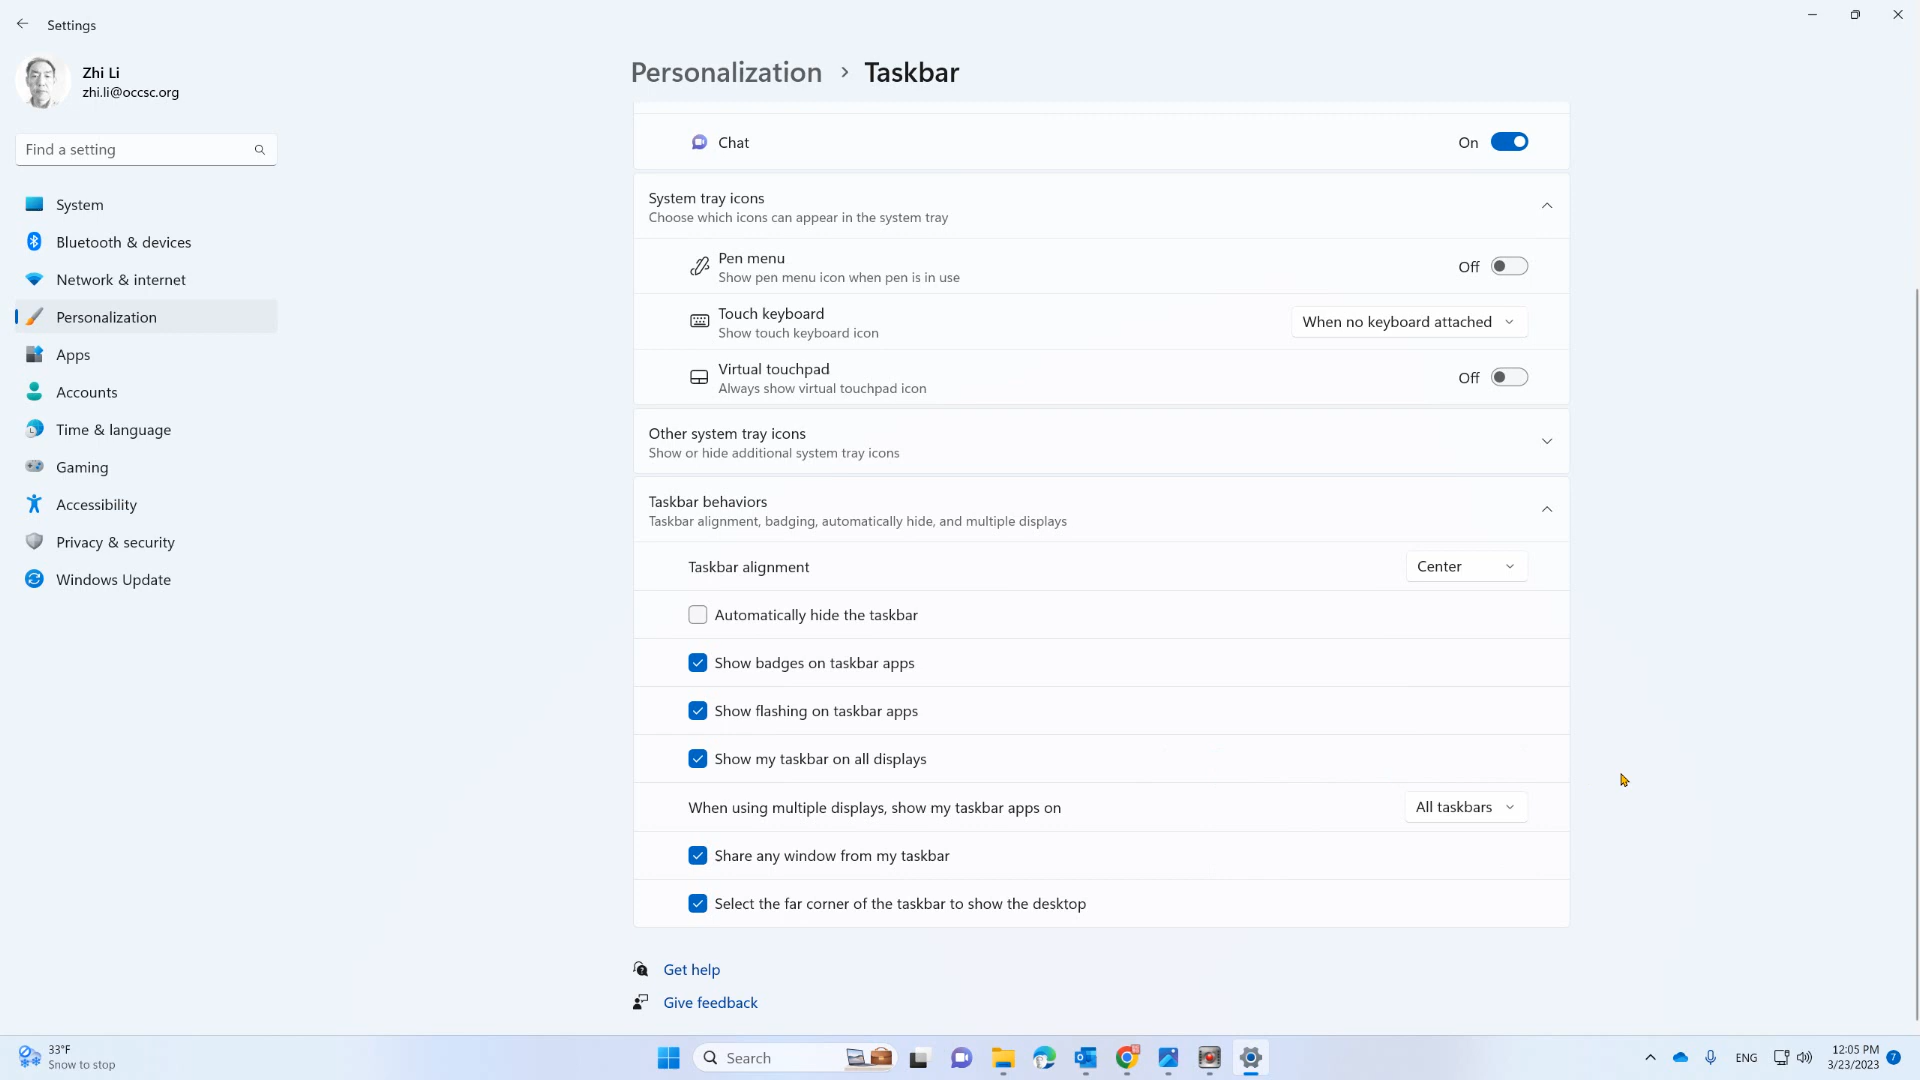 Settings
Zhi Li
zhi.li@occsc.org
Find a setting
System
Bluetooth & devices
Network & internet
Personalization
Apps
Accounts
Time & language
Gaming
Accessibility
Privacy & security
Windows Update
Personalization > Taskbar
Chat
On
System tray icons
Choose which icons can appear in the system tray
Pen menu
Show pen menu icon when pen is in use
Off
Touch keyboard
Show touch keyboard icon
When no keyboard attached
Virtual touchpad
Always show virtual touchpad icon
Off
Other system tray icons
Show or hide additional system tray icons
Taskbar behaviors
Taskbar alignment, badging, automatically hide, and multiple displays
Taskbar alignment
Center
Automatically hide the taskbar
Show badges on taskbar apps
Show flashing on taskbar apps
Show my taskbar on all displays
When using multiple displays, show my taskbar apps on
All taskbars
Share any window from my taskbar
Select the far corner of the taskbar to show the desktop
Get help
Give feedback
33°F
Snow to stop
Search
ENG
12:05 PM
3/23/2023
7